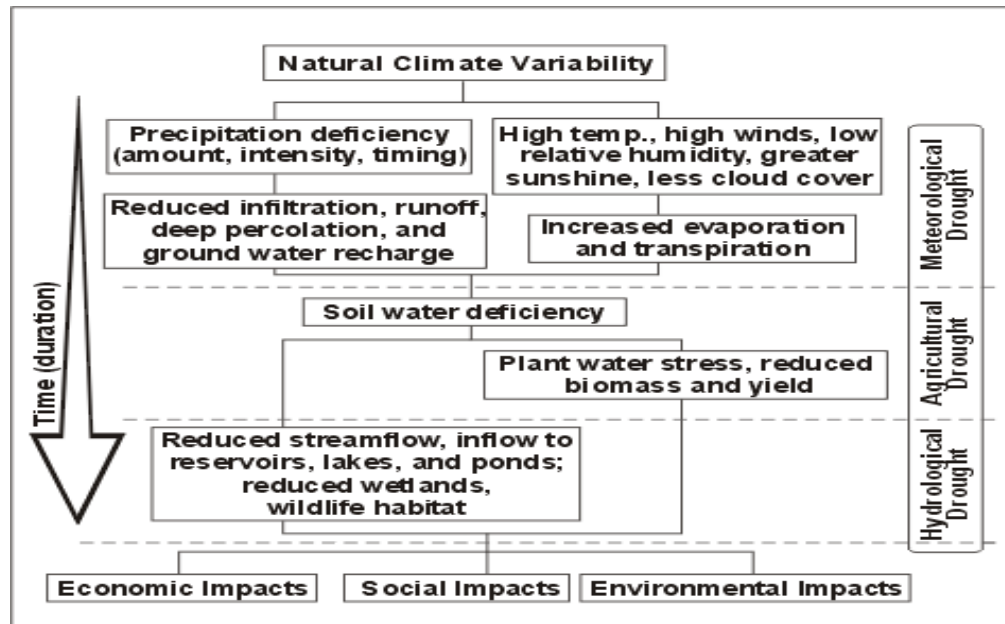 Natural Climate Variability
Precipitation deficiency
(amount, intensity, timing)
High temp., high winds, low
relative humidity, greater
sunshine, less cloud cover
Reduced infiltration, runoff,
deep percolation, and
ground water recharge
Increased evaporation
and transpiration
Meteorological
Drought
Soil water deficiency
Plant water stress, reduced
biomass and yield
Agricultural
Drought
Time (duration)
Reduced streamflow, inflow to
reservoirs, lakes, and ponds;
reduced wetlands,
wildlife habitat
Hydrological
Drought
Economic Impacts
Social Impacts
Environmental Impacts